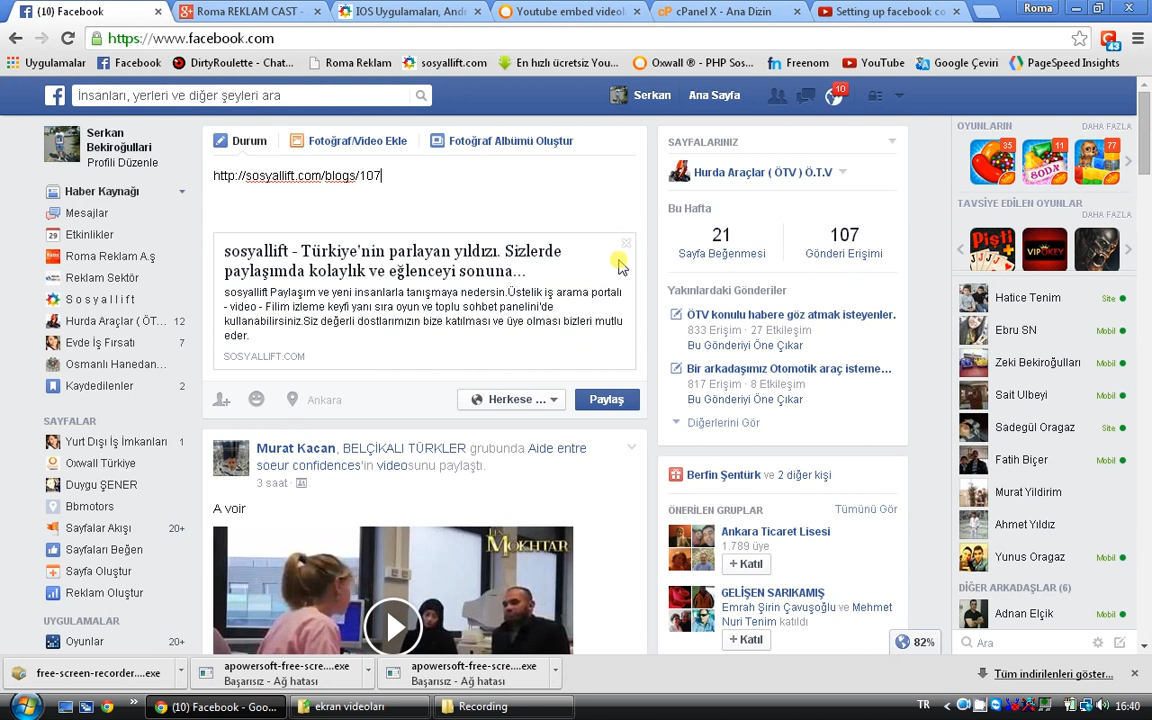 (10) Facebook
Roma REKLAM CAST -
IOS Uygulamaları, Andr
Youtube embed videol
cPanel X - Ana Dizin
Setting up facebook co
Roma
https://www.facebook.com
43
Uygulamalar
Facebook
DirtyRoulette - Chat...
Roma Reklam
sosyallift.com
En hızlı ücretsiz You...
Oxwall ® - PHP Sos...
Freenom
YouTube
Google Çeviri
PageSpeed Insights
İnsanları, yerleri ve diğer şeyleri ara
Serkan
Ana Sayfa
10
Serkan
Bekiroğullari
Profili Düzenle
Haber Kaynağı
Mesajlar
29
Etkinlikler
Roma Reklam A.ş
Reklam Sektör
S o s y a l l i f t
Hurda Araçlar ( ÖT... 12
Evde İş Fırsatı 7
Osmanlı Hanedan...
Kaydedilenler 2
SAYFALAR
Yurt Dışı İş İmkanları 1
Oxwall Türkiye
Duygu ŞENER
Bbmotors
Sayfalar Akışı 20+
Sayfaları Beğen
Sayfa Oluştur
Reklam Oluştur
UYGULAMALAR
Oyunlar 20+
Durum
Fotoğraf/Video Ekle
Fotoğraf Albümü Oluştur
http://sosyallift.com/blogs/107
sosyallift - Türkiye'nin parlayan yıldızı. Sizlerde
paylaşımda kolaylık ve eğlenceyi sonuna...
sosyallift Paylaşım ve yeni insanlarla tanışmaya nedersin.Üstelik iş arama portalı
- video - Filim izleme keyfi yanı sıra oyun ve toplu sohbet panelini'de
kullanabilirsiniz.Siz değerli dostlarımızın bize katılması ve üye olması bizleri mutlu
eder.
SOSYALLIFT.COM
Ankara
Herkese ...
Paylaş
Murat Kacan, BELÇİKALI TÜRKLER grubunda Aide entre
soeur confidences'in videosunu paylaştı.
3 saat ·
A voir
MOKHTAR
SAYFALARINIZ
Hurda Araçlar ( ÖTV ) Ö.T.V
Bu Hafta
21
Sayfa Beğenmesi
107
Gönderi Erişimi
Yakınlardaki Gönderiler
ÖTV konulu habere göz atmak isteyenler.
833 Erişim · 27 Etkileşim
Bu Gönderiyi Öne Çıkar
Bir arkadaşımız Otomotik araç isteme...
817 Erişim · 8 Etkileşim
Bu Gönderiyi Öne Çıkar
Diğerlerini Gör
Berfin Şentürk ve 2 diğer kişi
ÖNERİLEN GRUPLAR
Tümünü Gör
Ankara Ticaret Lisesi
1.789 üye
+ Katıl
GELİŞEN SARIKAMIŞ
Emrah Şirin Çavuşoğlu ve Mehmet
Nuri Tenim katıldı
+ Katıl
82%
OYUNLARIN
DAHA FAZLA
35
11
77
SODA
TAVSİYE EDİLEN OYUNLAR
DAHA FAZLA
Pişti
VIP POKER
Hatice Tenim Site
Ebru SN Mobil
Zeki Bekiroğulları Mobil
Sait Ulbeyi Mobil
Sadegül Oragaz Site
Fatih Biçer Mobil
Murat Yildirim
Ahmet Yıldız
Yunus Oragaz Mobil
DİĞER ARKADAŞLAR (6)
Adnan Elçik Mobil
Ara
free-screen-recorder....exe
apowersoft-free-scre....exe
Başarısız - Ağ hatası
apowersoft-free-scre....exe
Başarısız - Ağ hatası
Tüm indirilenleri göster...
(10) Facebook - Goo...
ekran videoları
Recording
TR
16:40